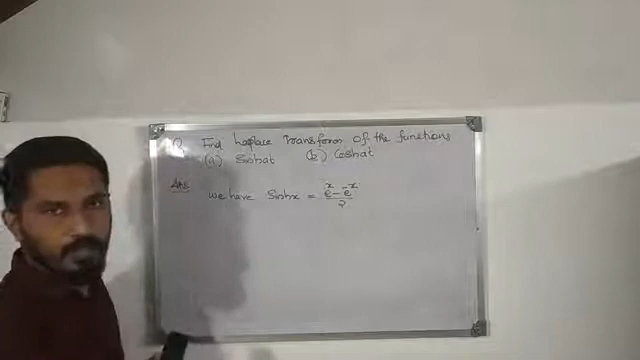 Q Find Laplace Transform of the functions
(a) Sinhat (b) Coshat
Ans
we have Sinhx = e^x - e^-x / 2